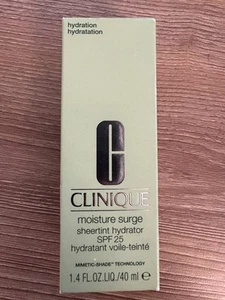 hydration
hydratation
CLINIQUE
moisture surge
sheertint hydrator
SPF 25
hydratant voile-teinté
MIMETIC-SHADE™ TECHNOLOGY
1.4 FL.OZ.LIQ./40 ml ℮